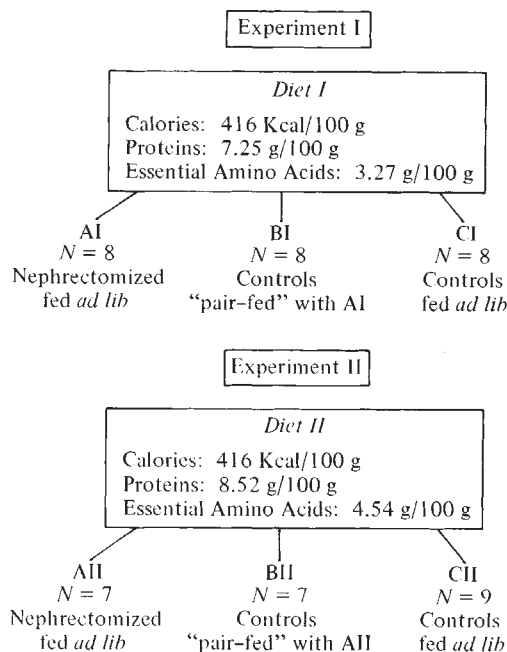 Experiment I
Diet I
Calories: 416 Kcal/100 g
Proteins: 7.25 g/100 g
Essential Amino Acids: 3.27 g/100 g
AI BI CI
N = 8 N = 8 N = 8
Nephrectomized Controls Controls
fed ad lib "pair-fed" with AI fed ad lib
Experiment II
Diet II
Calories: 416 Kcal/100 g
Proteins: 8.52 g/100 g
Essential Amino Acids: 4.54 g/100 g
AII BII CII
N = 7 N = 7 N = 9
Nephrectomized Controls Controls
fed ad lib "pair-fed" with AII fed ad lib